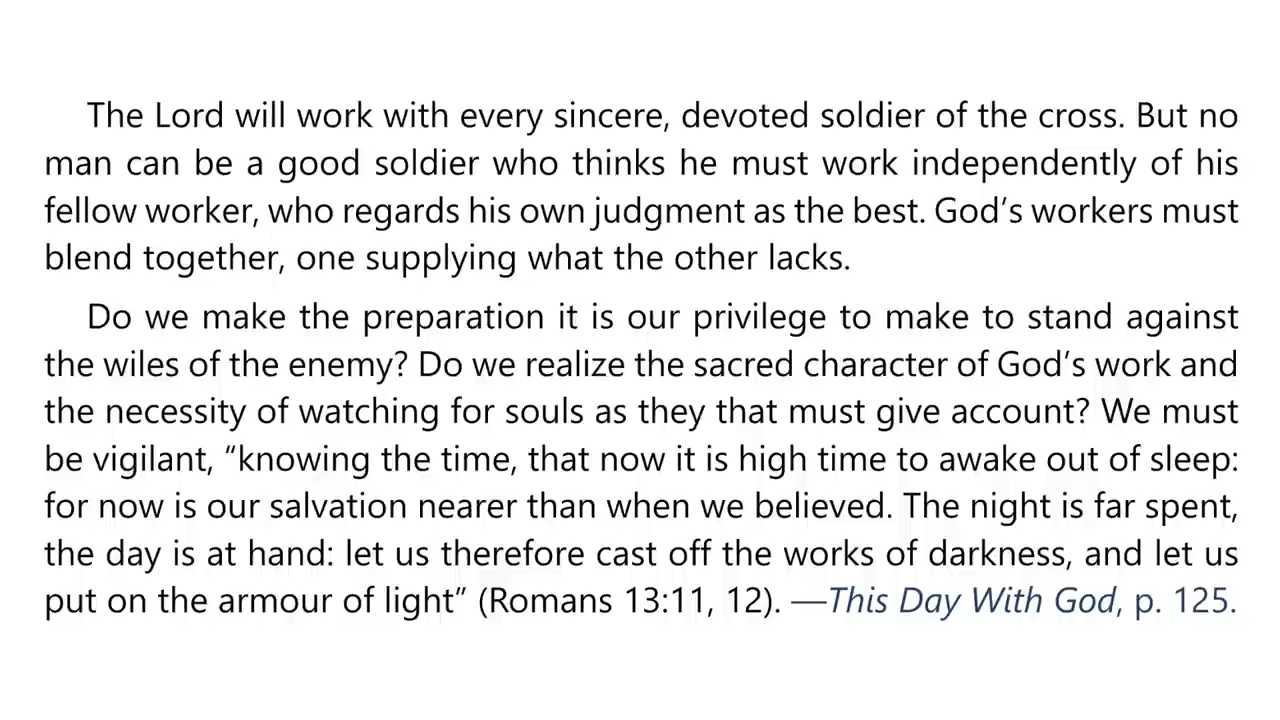 The Lord will work with every sincere, devoted soldier of the cross. But no
man can be a good soldier who thinks he must work independently of his
fellow worker, who regards his own judgment as the best. God’s workers must
blend together, one supplying what the other lacks.
Do we make the preparation it is our privilege to make to stand against
the wiles of the enemy? Do we realize the sacred character of God’s work and
the necessity of watching for souls as they that must give account? We must
be vigilant, “knowing the time, that now it is high time to awake out of sleep:
for now is our salvation nearer than when we believed. The night is far spent,
the day is at hand: let us therefore cast off the works of darkness, and let us
put on the armour of light” (Romans 13:11, 12). —This Day With God, p. 125.